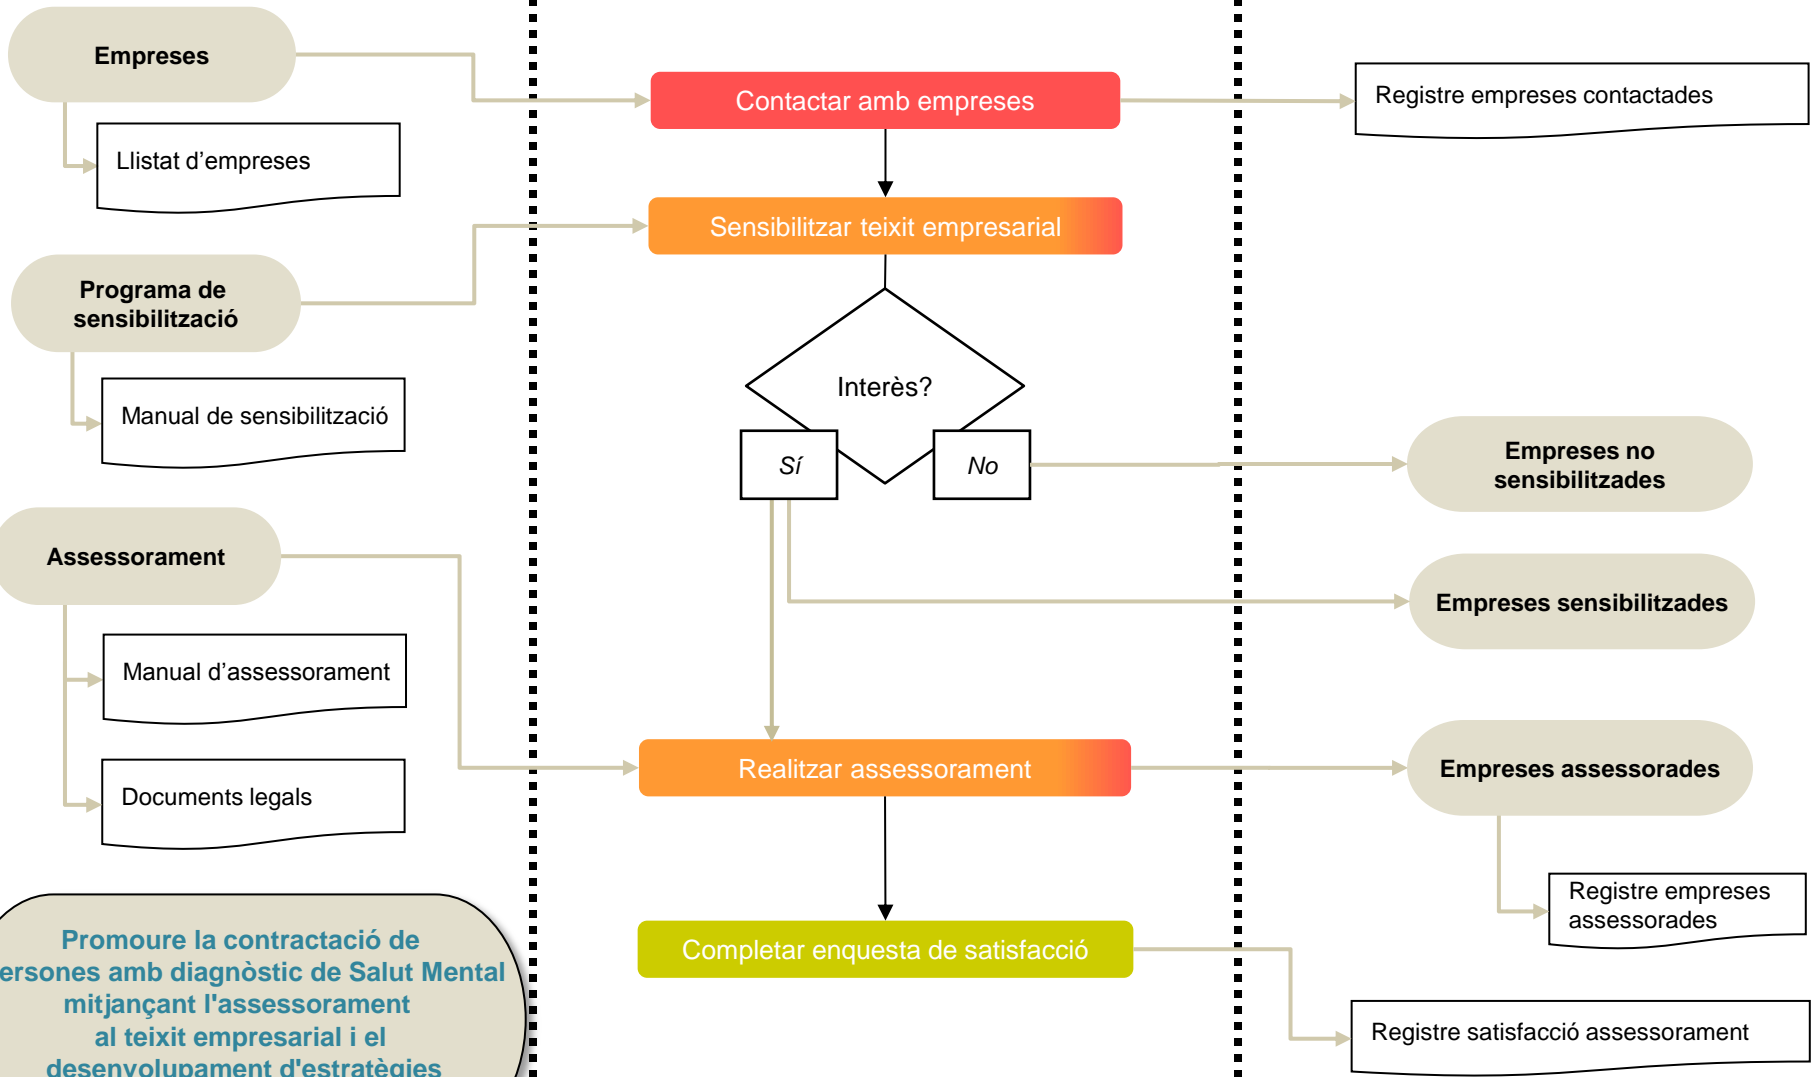 Empreses
Llistat d’empreses
Programa de
sensibilització
Manual de sensibilització
Assessorament
Manual d’assessorament
Documents legals
Promoure la contractació de
ersones amb diagnòstic de Salut Mental
mitjançant l'assessorament
al teixit empresarial i el
desenvolupament d'estratègies
Contactar amb empreses
Sensibilitzar teixit empresarial
Interès?
Sí
No
Realitzar assessorament
Completar enquesta de satisfacció
Registre empreses contactades
Empreses no
sensibilitzades
Empreses sensibilitzades
Empreses assessorades
Registre empreses
assessorades
Registre satisfacció assessorament